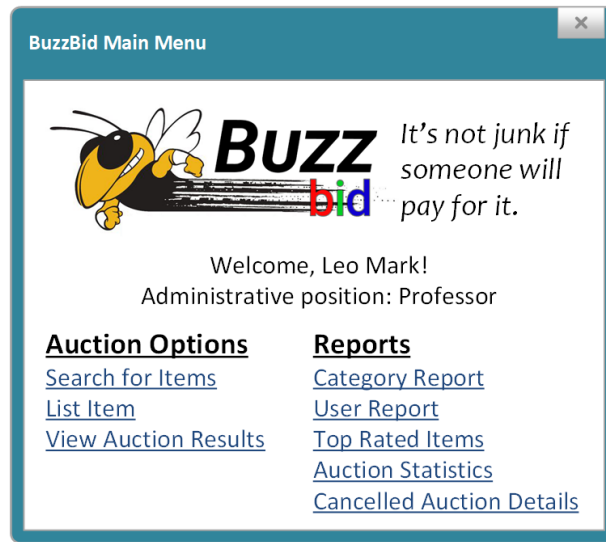 BuzzBid Main Menu
Buzz
bid
It's not junk if
someone will
pay for it.
Welcome, Leo Mark!
Administrative position: Professor
Auction Options
Search for Items
List Item
View Auction Results
Reports
Category Report
User Report
Top Rated Items
Auction Statistics
Cancelled Auction Details